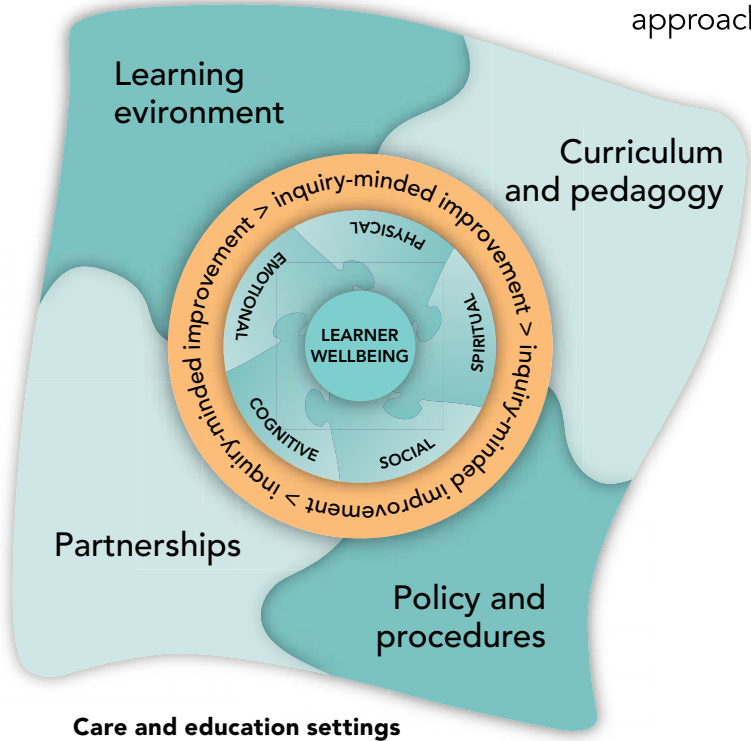 approach
Learning
evironment
Curriculum
and pedagogy
inquiry-minded improvement > inquiry-minded improvement > inquiry-minded improvement > inquiry-minded improvement >
PHYSICAL
EMOTIONAL
SPIRITUAL
LEARNER
WELLBEING
COGNITIVE
SOCIAL
Partnerships
Policy and
procedures
Care and education settings